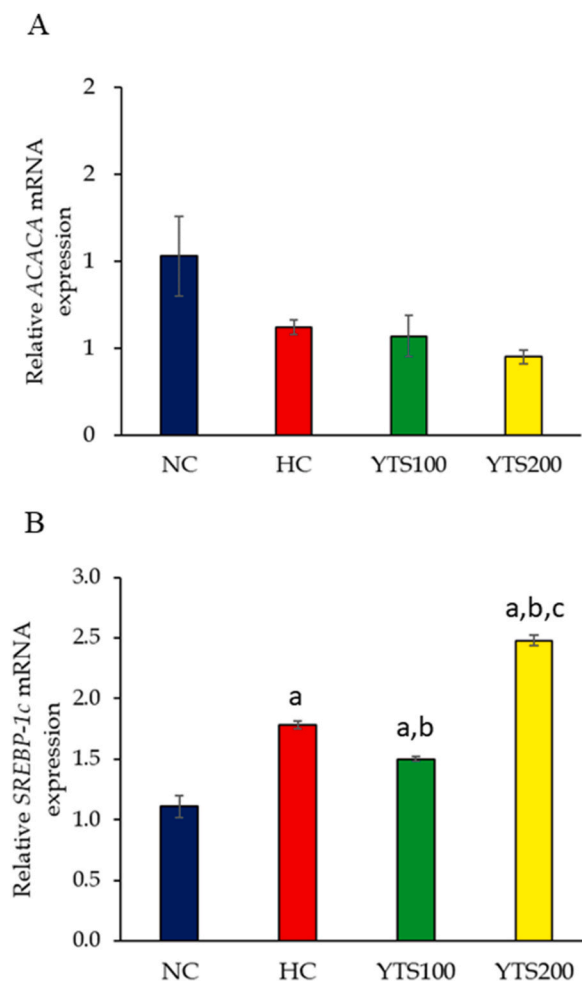 A
Relative ACACA mRNA
expression
2
2
1
1
0
NC HC YTS100 YTS200
B
Relative SREBP-1c mRNA
expression
3.0
2.5
2.0
1.5
1.0
0.5
0.0
a
a,b
a,b,c
NC HC YTS100 YTS200